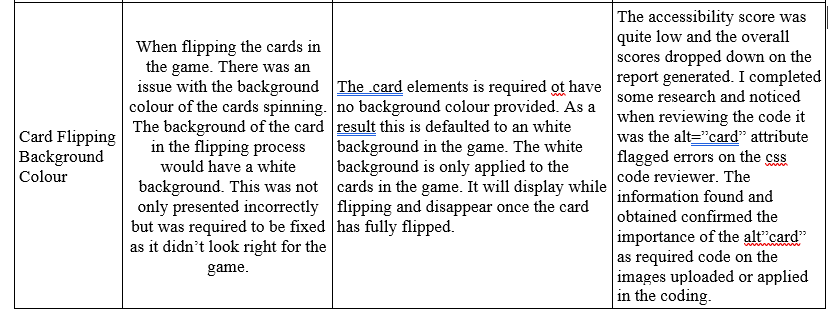 Card Flipping
Background
Colour
When flipping the cards in
the game. There was an
issue with the background
colour of the cards spinning.
The background of the card
in the flipping process
would have a white
background. This was not
only presented incorrectly
but was required to be fixed
as it didn’t look right for the
game.
The .card elements is required ot have
no background colour provided. As a
result this is defaulted to an white
background in the game. The white
background is only applied to the
cards in the game. It will display while
flipping and disappear once the card
has fully flipped.
The accessibility score was
quite low and the overall
scores dropped down on the
report generated. I completed
some research and noticed
when reviewing the code it
was the alt=”card” attribute
flagged errors on the css
code reviewer. The
information found and
obtained confirmed the
importance of the alt”card”
as required code on the
images uploaded or applied
in the coding.